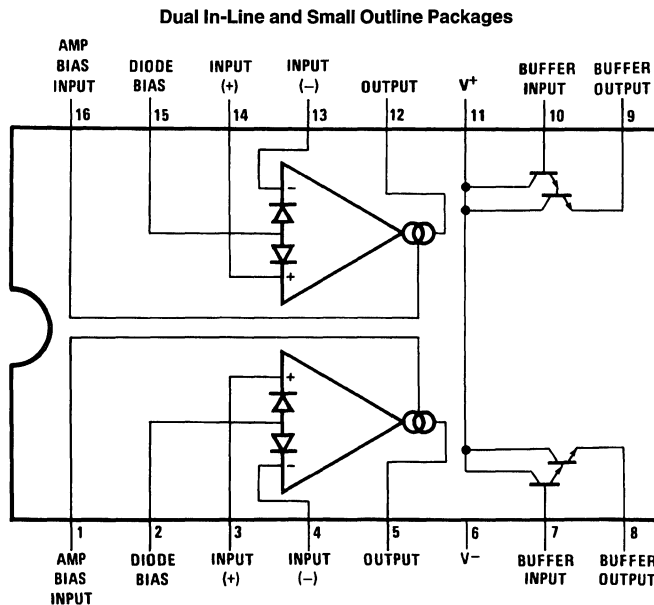 Dual In-Line and Small Outline Packages
AMP
BIAS
INPUT
DIODE
BIAS
INPUT
(+)
INPUT
(−)
OUTPUT
V+
BUFFER
INPUT
BUFFER
OUTPUT
16
15
14
13
12
11
10
9
−
+
+
−
1
2
3
4
5
6
7
8
AMP
BIAS
INPUT
DIODE
BIAS
INPUT
(+)
INPUT
(−)
OUTPUT
V−
BUFFER
INPUT
BUFFER
OUTPUT